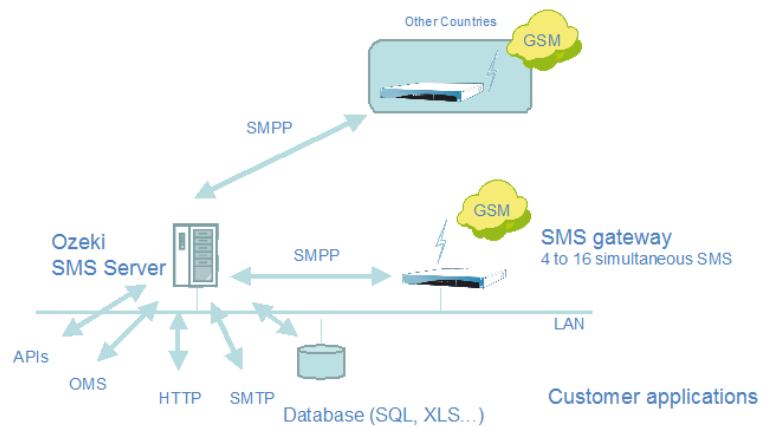 Other Countries
GSM
SMPP
GSM
Ozeki
SMS Server
SMPP
SMS gateway
4 to 16 simultaneous SMS
LAN
APIs
OMS
HTTP
SMTP
Database (SQL, XLS...)
Customer applications